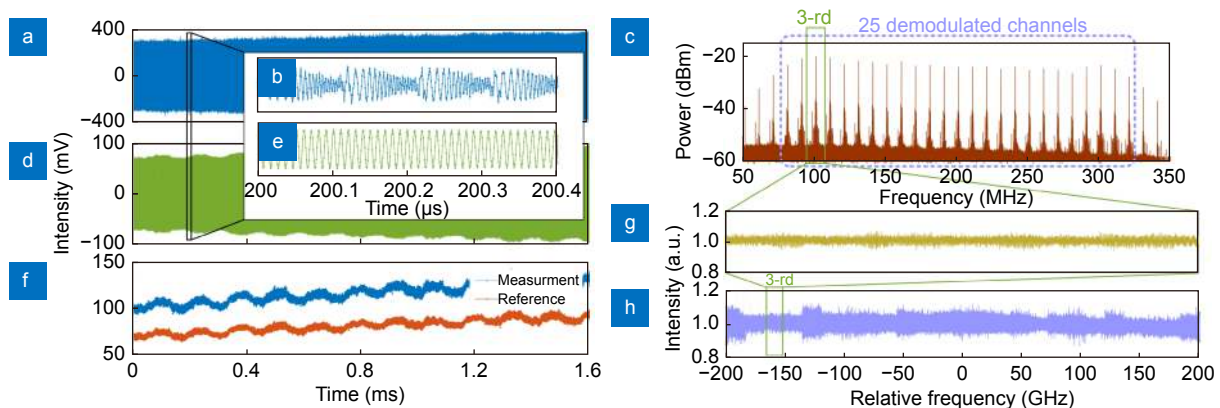 a
400
0
−400
b
e
200
200.1
200.2
200.3
200.4
Time (µs)
d
100
0
−100
Intensity (mV)
f
150
100
50
Measurment
Reference
0
0.4
0.8
1.2
1.6
Time (ms)
c
3-rd
25 demodulated channels
−20
−40
−60
Power (dBm)
50
100
150
200
250
300
350
Frequency (MHz)
g
1.2
1.0
0.8
Intensity (a.u.)
h
3-rd
1.2
1.0
0.8
−200
−150
−100
−50
0
50
100
150
200
Relative frequency (GHz)